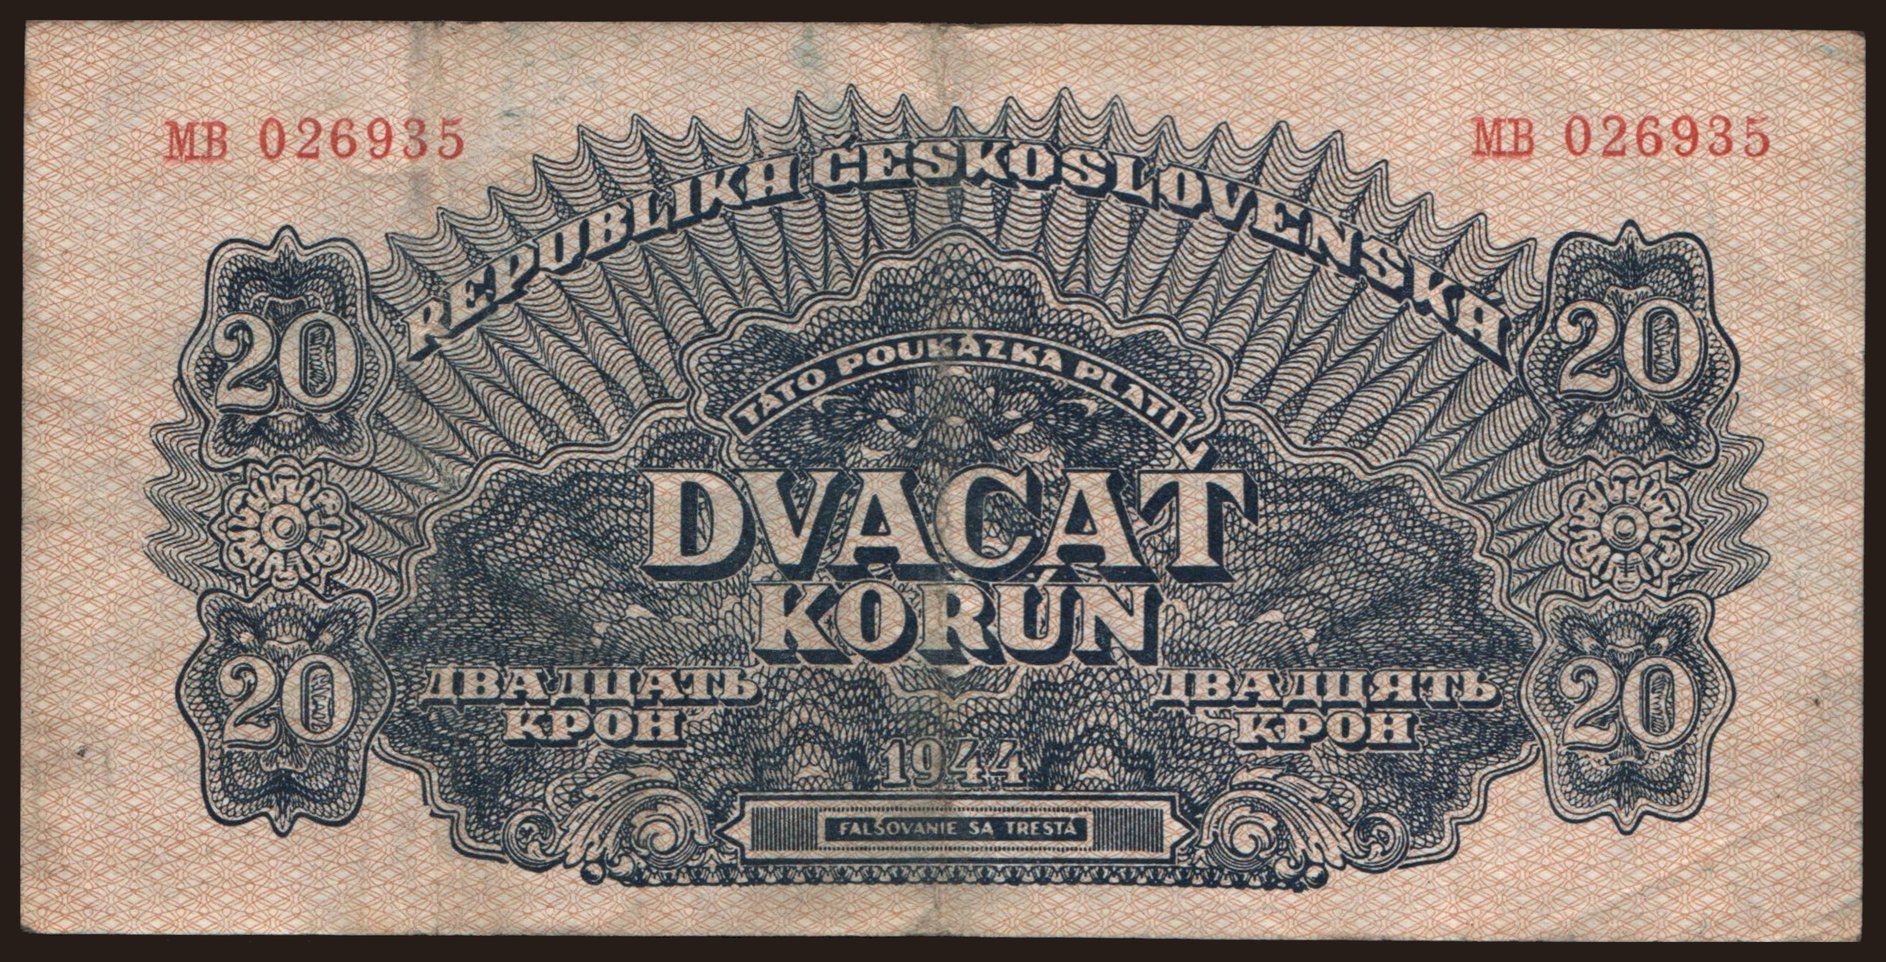 MB 026935
MB 026935
REPUBLIKA ČESKOSLOVENSKÁ
20
20
TÁTO POUKÁZKA PLATÍ
DVACAŤ
KORÚN
20
20
ДВАДЦАТЬ
КРОН
ДВАДЦЯТЬ
КРОН
1944
FALŠOVANIE SA TRESTÁ